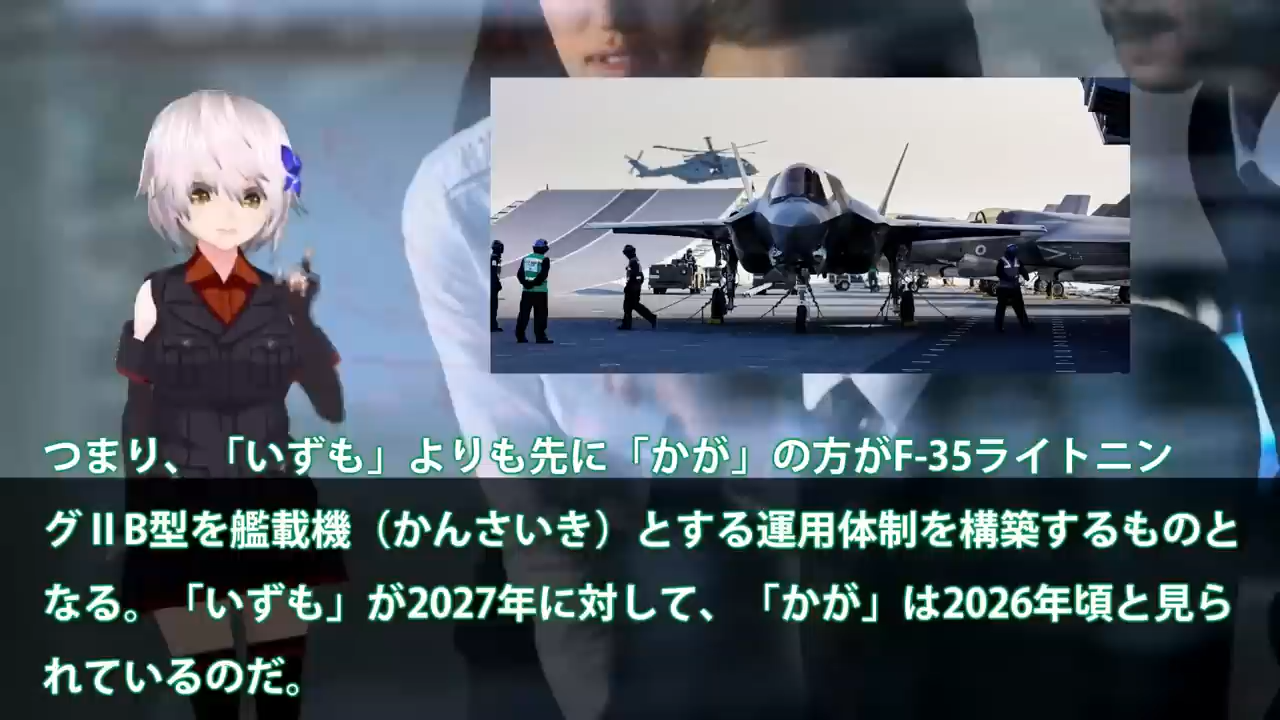 つまり、「いずも」よりも先に「かが」の方がF-35ライトニン
グⅡB型を艦載機（かんさいき）とする運用体制を構築するものと
なる。「いずも」が2027年に対して、「かが」は2026年頃と見ら
れているのだ。